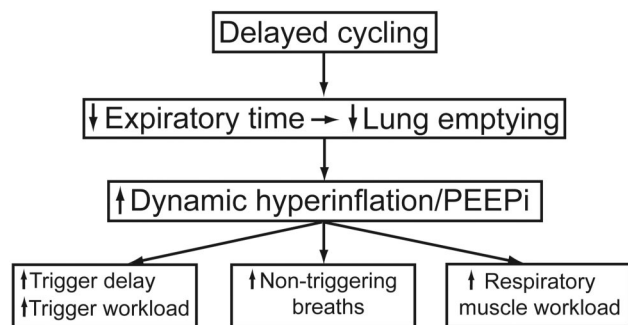 Delayed cycling
↓ Expiratory time → ↓ Lung emptying
↑ Dynamic hyperinflation/PEEPi
↑Trigger delay
↑Trigger workload
↑ Non-triggering
breaths
↑ Respiratory
muscle workload